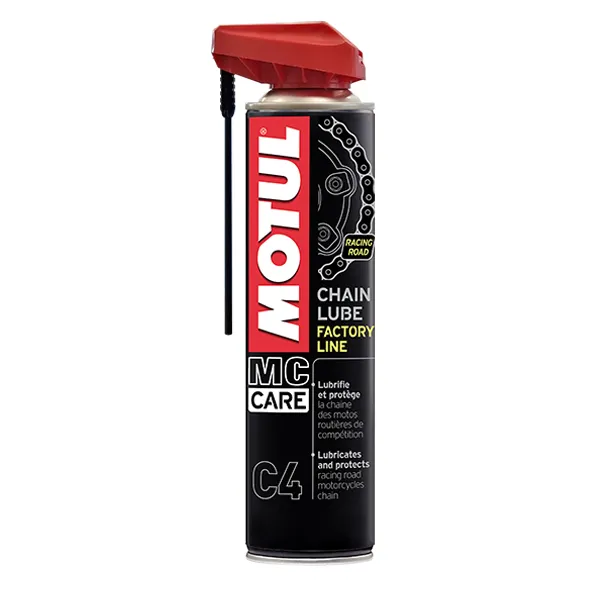 MOTUL®
RACING
ROAD
CHAIN
LUBE
FACTORY
LINE
MC
CARE
C4
Lubrifie
et protège
la chaine
des motos
routières de
compétition
Lubricates
and protects
racing road
motorcycles
chain